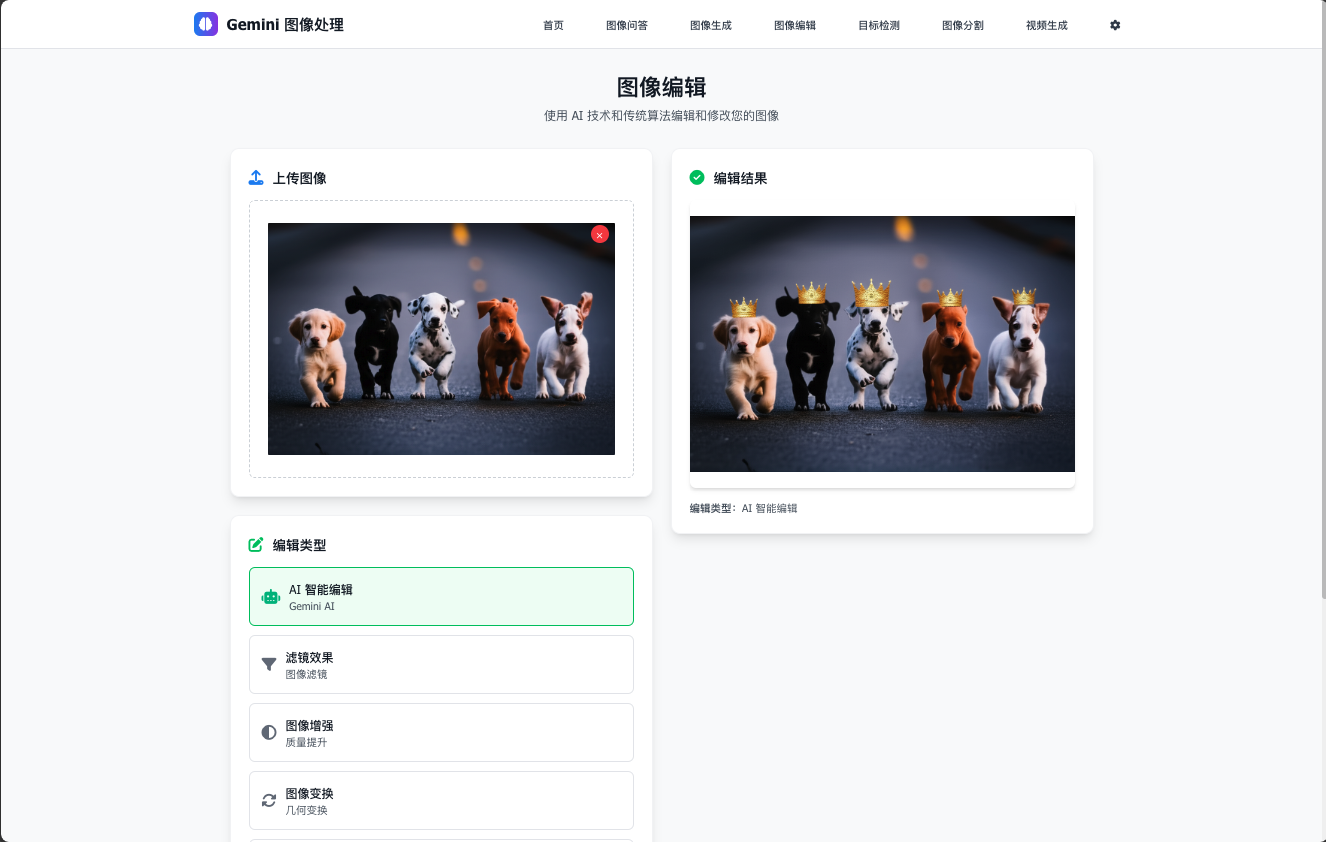 Gemini 图像处理
首页
图像问答
图像生成
图像编辑
目标检测
图像分割
视频生成
图像编辑
使用 AI 技术和传统算法编辑和修改您的图像
上传图像
×
编辑类型
AI 智能编辑
Gemini AI
滤镜效果
图像滤镜
图像增强
质量提升
图像变换
几何变换
编辑结果
编辑类型：AI 智能编辑